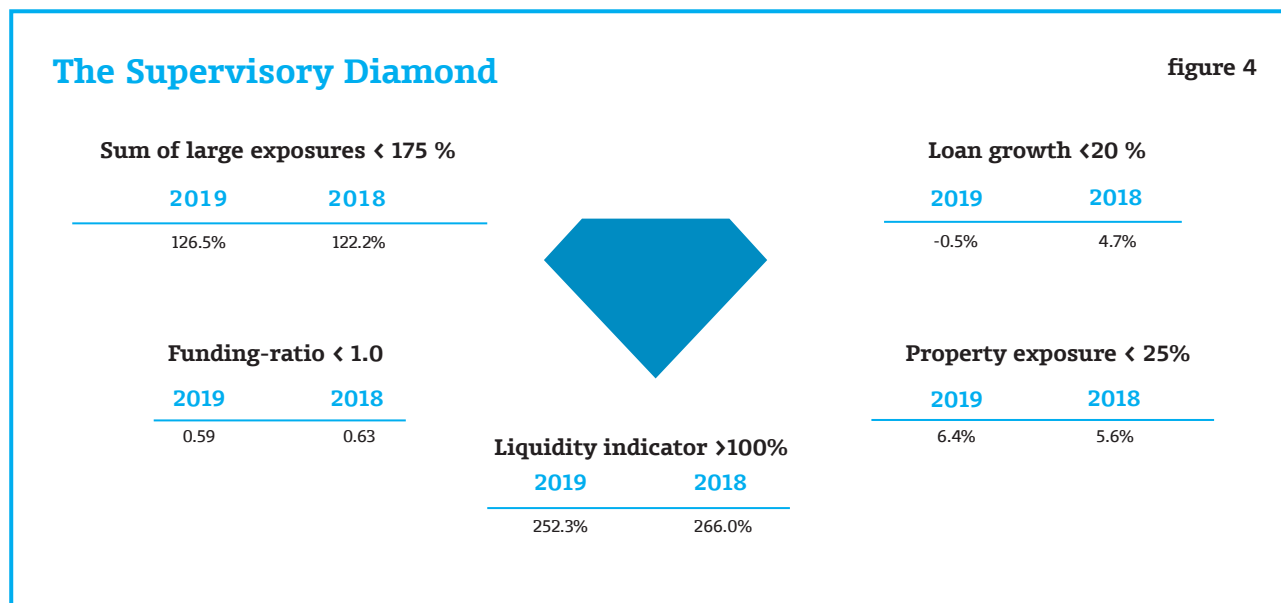 The Supervisory Diamond
figure 4
Sum of large exposures < 175 %
2019 2018
126.5% 122.2%
Loan growth <20 %
2019 2018
-0.5% 4.7%
Funding-ratio < 1.0
2019 2018
0.59 0.63
Property exposure < 25%
2019 2018
6.4% 5.6%
Liquidity indicator >100%
2019 2018
252.3% 266.0%